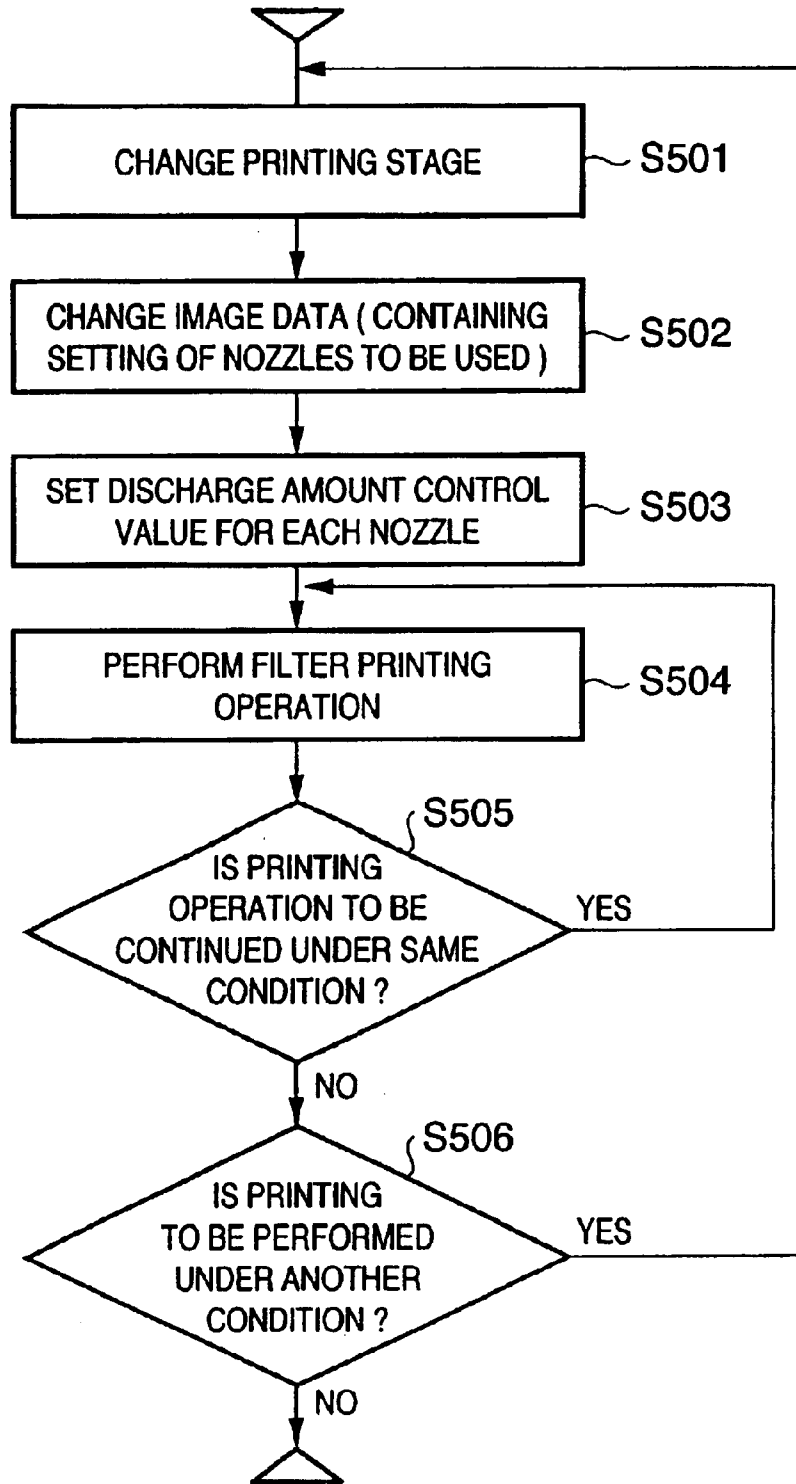 CHANGE PRINTING STAGE
S501
CHANGE IMAGE DATA ( CONTAINING
SETTING OF NOZZLES TO BE USED )
S502
SET DISCHARGE AMOUNT CONTROL
VALUE FOR EACH NOZZLE
S503
PERFORM FILTER PRINTING
OPERATION
S504
S505
IS PRINTING
OPERATION TO BE
CONTINUED UNDER SAME
CONDITION ?
YES
NO
S506
IS PRINTING
TO BE PERFORMED
UNDER ANOTHER
CONDITION ?
YES
NO